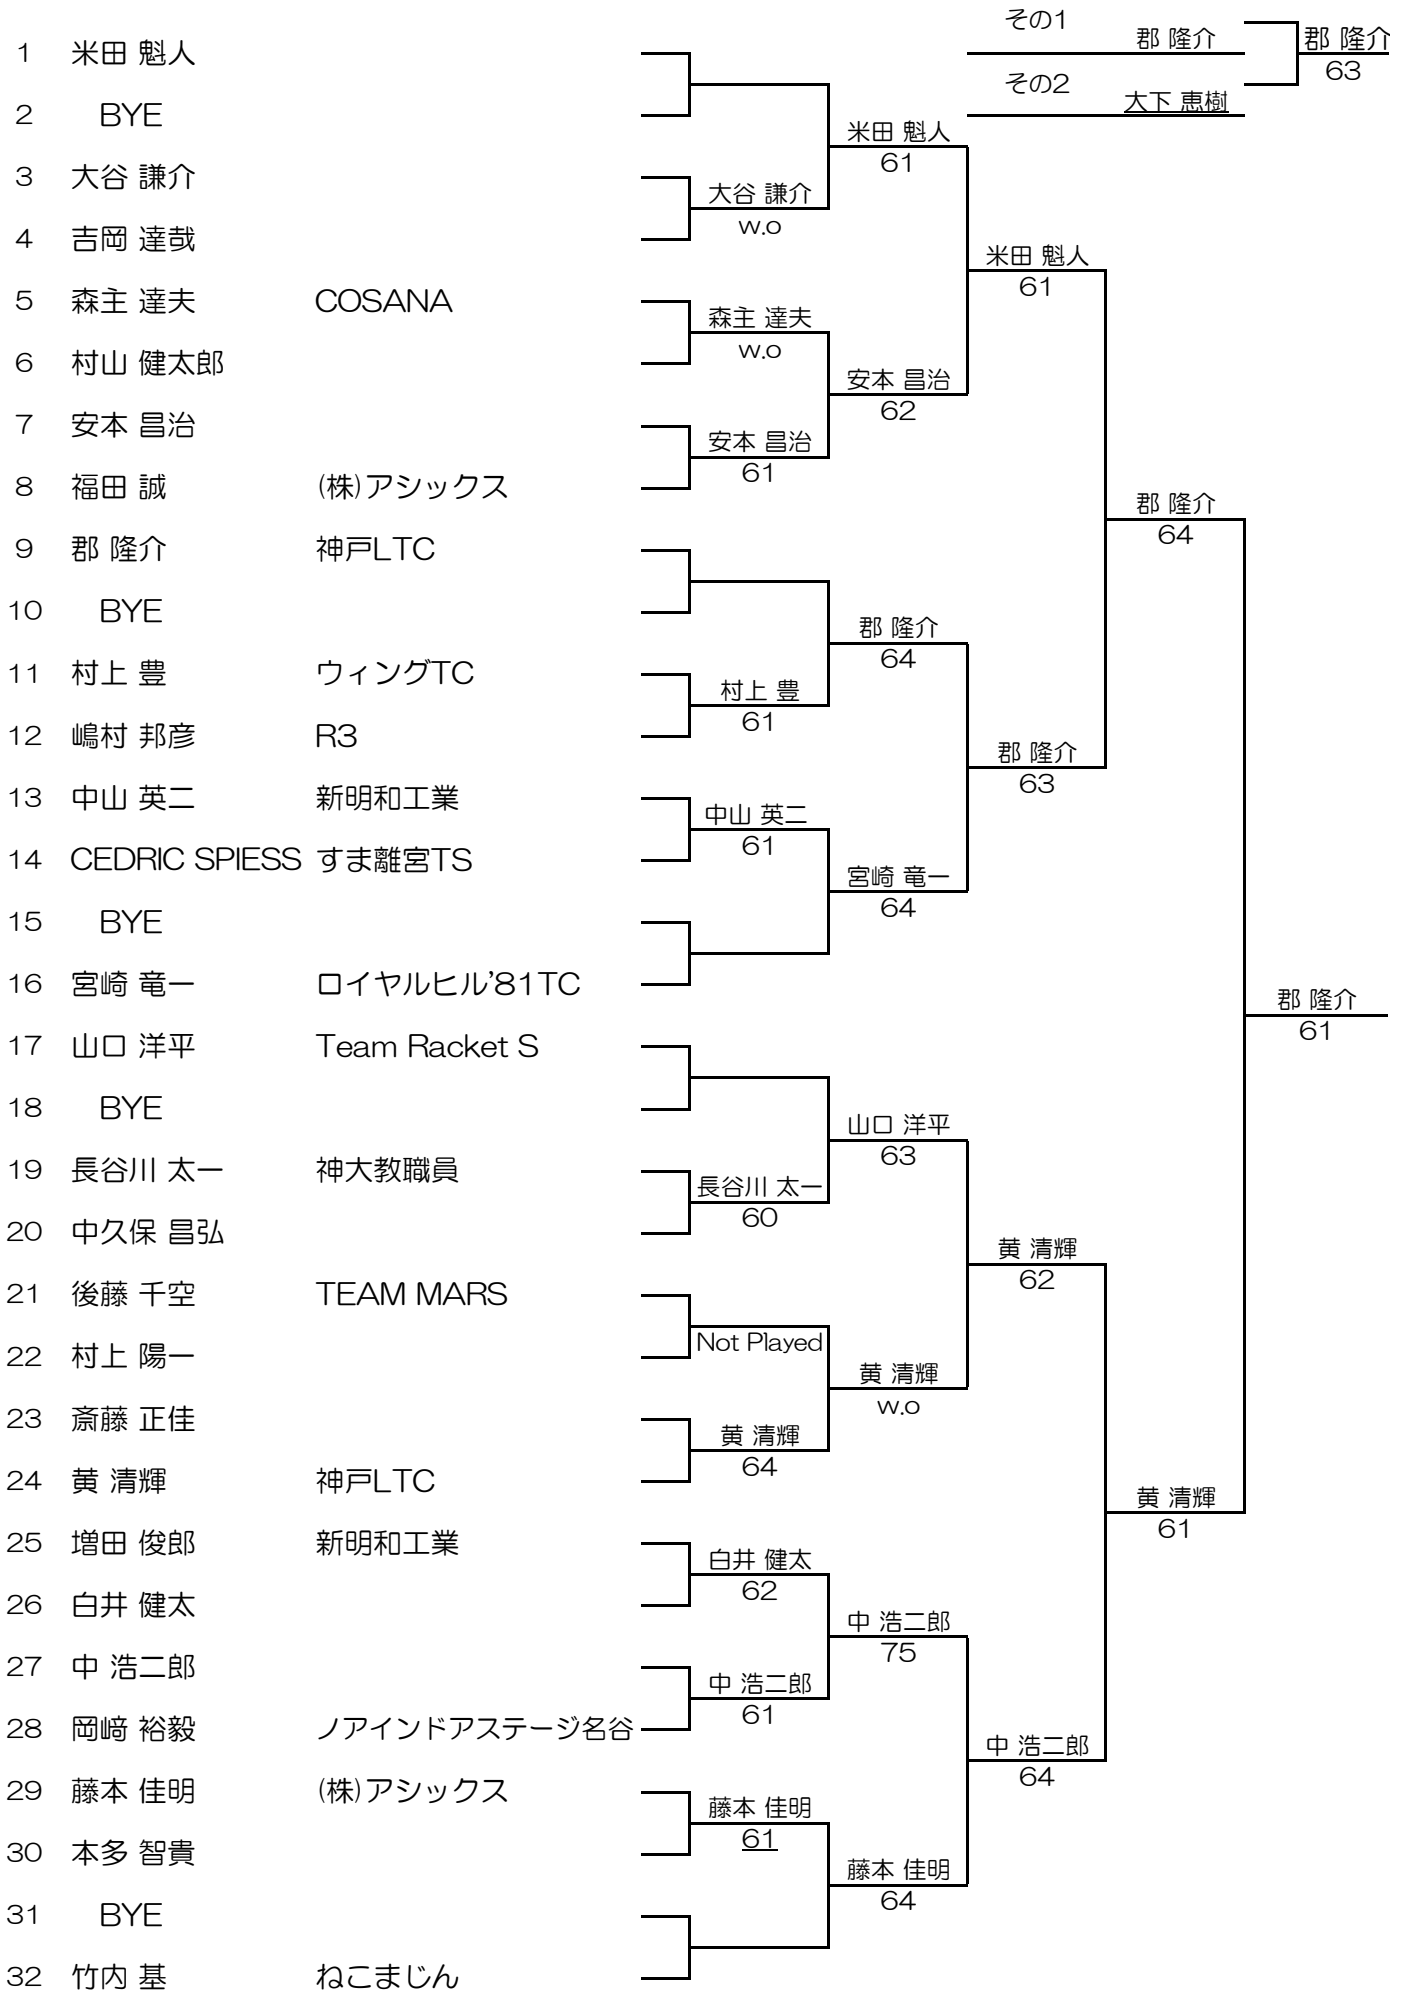 その1
郡 隆介
郡 隆介
63
その2
大下 恵樹
1 米田 魁人
2 BYE
米田 魁人
61
3 大谷 謙介
大谷 謙介
w.o
4 吉岡 達哉
米田 魁人
61
5 森主 達夫 COSANA
森主 達夫
w.o
6 村山 健太郎
安本 昌治
62
7 安本 昌治
安本 昌治
61
8 福田 誠 (株)アシックス
郡 隆介
64
9 郡 隆介 神戸LTC
10 BYE
郡 隆介
64
11 村上 豊 ウィングTC
村上 豊
61
12 嶋村 邦彦 R3
郡 隆介
63
13 中山 英二 新明和工業
中山 英二
61
14 CEDRIC SPIESS すま離宮TS
宮崎 竜一
64
15 BYE
16 宮崎 竜一 ロイヤルヒル'81TC
郡 隆介
61
17 山口 洋平 Team Racket S
18 BYE
山口 洋平
63
19 長谷川 太一 神大教職員
長谷川 太一
60
20 中久保 昌弘
黄 清輝
62
21 後藤 千空 TEAM MARS
Not Played
22 村上 陽一
黄 清輝
w.o
23 斎藤 正佳
黄 清輝
64
24 黄 清輝 神戸LTC
黄 清輝
61
25 増田 俊郎 新明和工業
白井 健太
62
26 白井 健太
中 浩二郎
75
27 中 浩二郎
中 浩二郎
61
28 岡﨑 裕毅 ノアインドアステージ名谷
中 浩二郎
64
29 藤本 佳明 (株)アシックス
藤本 佳明
61
30 本多 智貴
藤本 佳明
64
31 BYE
32 竹内 基 ねこまじん